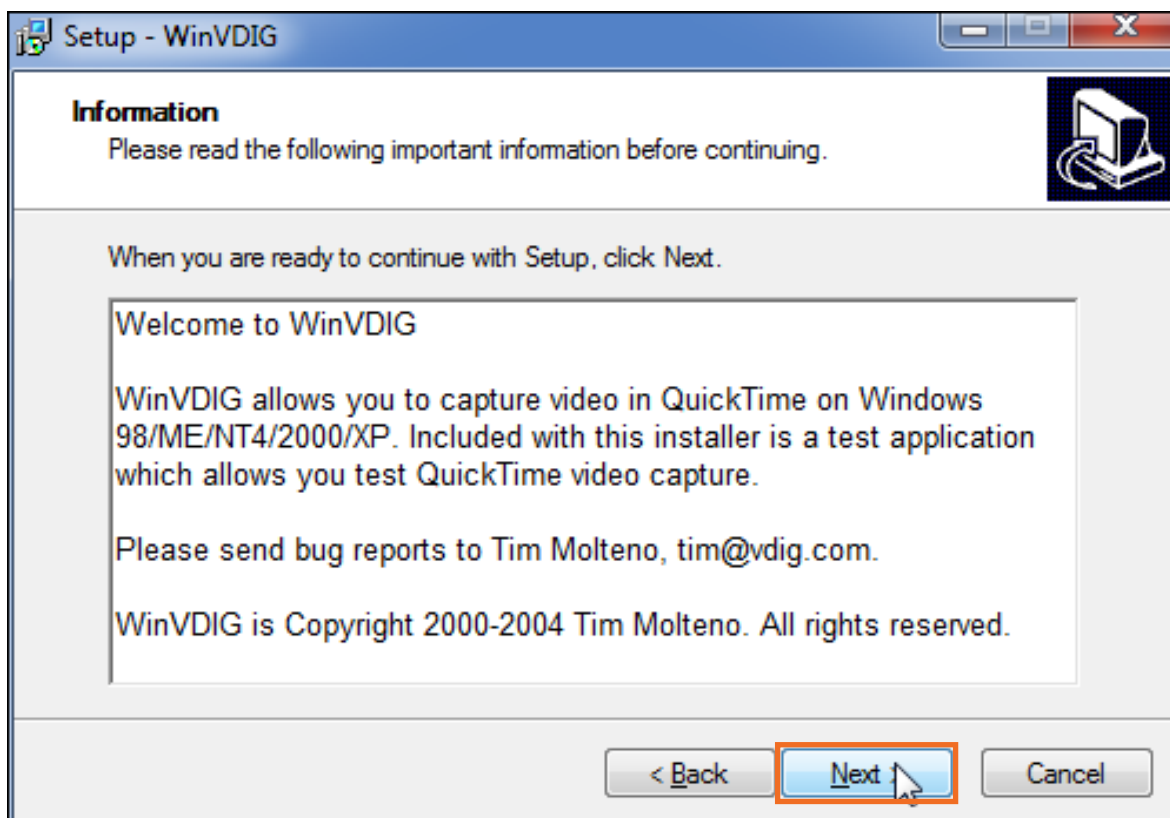 Setup - WinVDIG
Information
Please read the following important information before continuing.
When you are ready to continue with Setup, click Next.
Welcome to WinVDIG
WinVDIG allows you to capture video in QuickTime on Windows
98/ME/NT4/2000/XP. Included with this installer is a test application
which allows you test QuickTime video capture.
Please send bug reports to Tim Molteno, tim@vdig.com.
WinVDIG is Copyright 2000-2004 Tim Molteno. All rights reserved.
< Back Next > Cancel